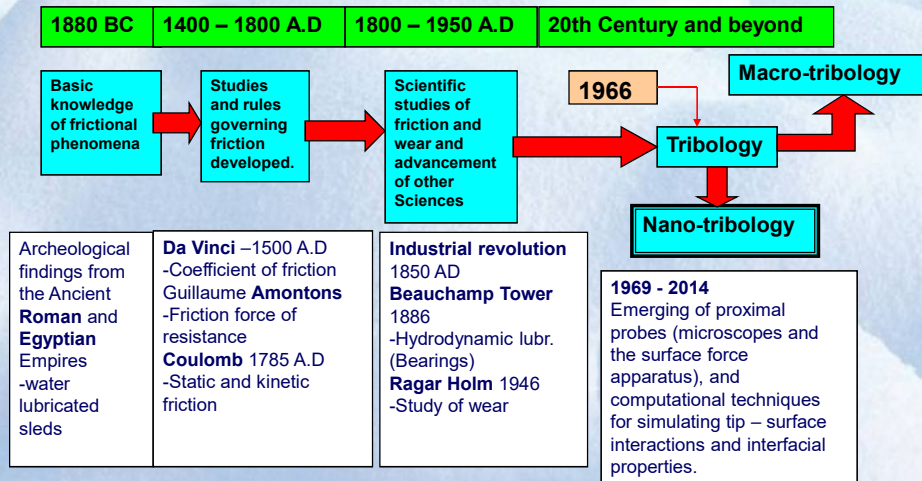 1880 BC
1400 – 1800 A.D
1800 – 1950 A.D
20th Century and beyond
Basic
knowledge
of frictional
phenomena
Studies
and rules
governing
friction
developed.
Scientific
studies of
friction and
wear and
advancement
of other
Sciences
1966
Tribology
Macro-tribology
Nano-tribology
Archeological
findings from
the Ancient
Roman and
Egyptian
Empires
-water
lubricated
sleds
Da Vinci –1500 A.D
-Coefficient of friction
Guillaume Amontons
-Friction force of
resistance
Coulomb 1785 A.D
-Static and kinetic
friction
Industrial revolution
1850 AD
Beauchamp Tower
1886
-Hydrodynamic lubr.
(Bearings)
Ragar Holm 1946
-Study of wear
1969 - 2014
Emerging of proximal
probes (microscopes and
the surface force
apparatus), and
computational techniques
for simulating tip – surface
interactions and interfacial
properties.